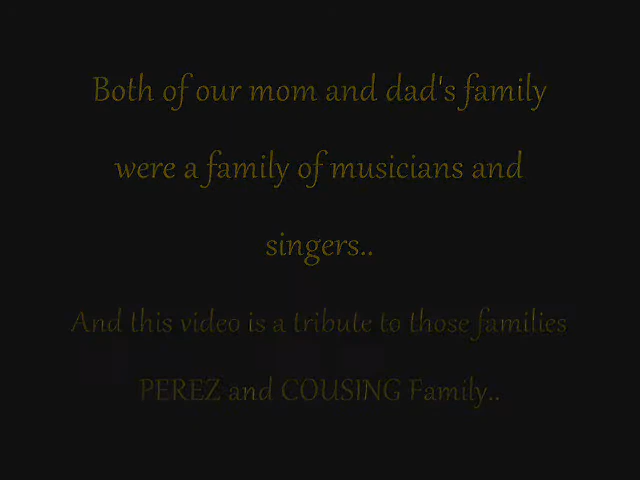 Both of our mom and dad's family
were a family of musicians and
singers..
And this video is a tribute to those families
PEREZ and COUSING Family..